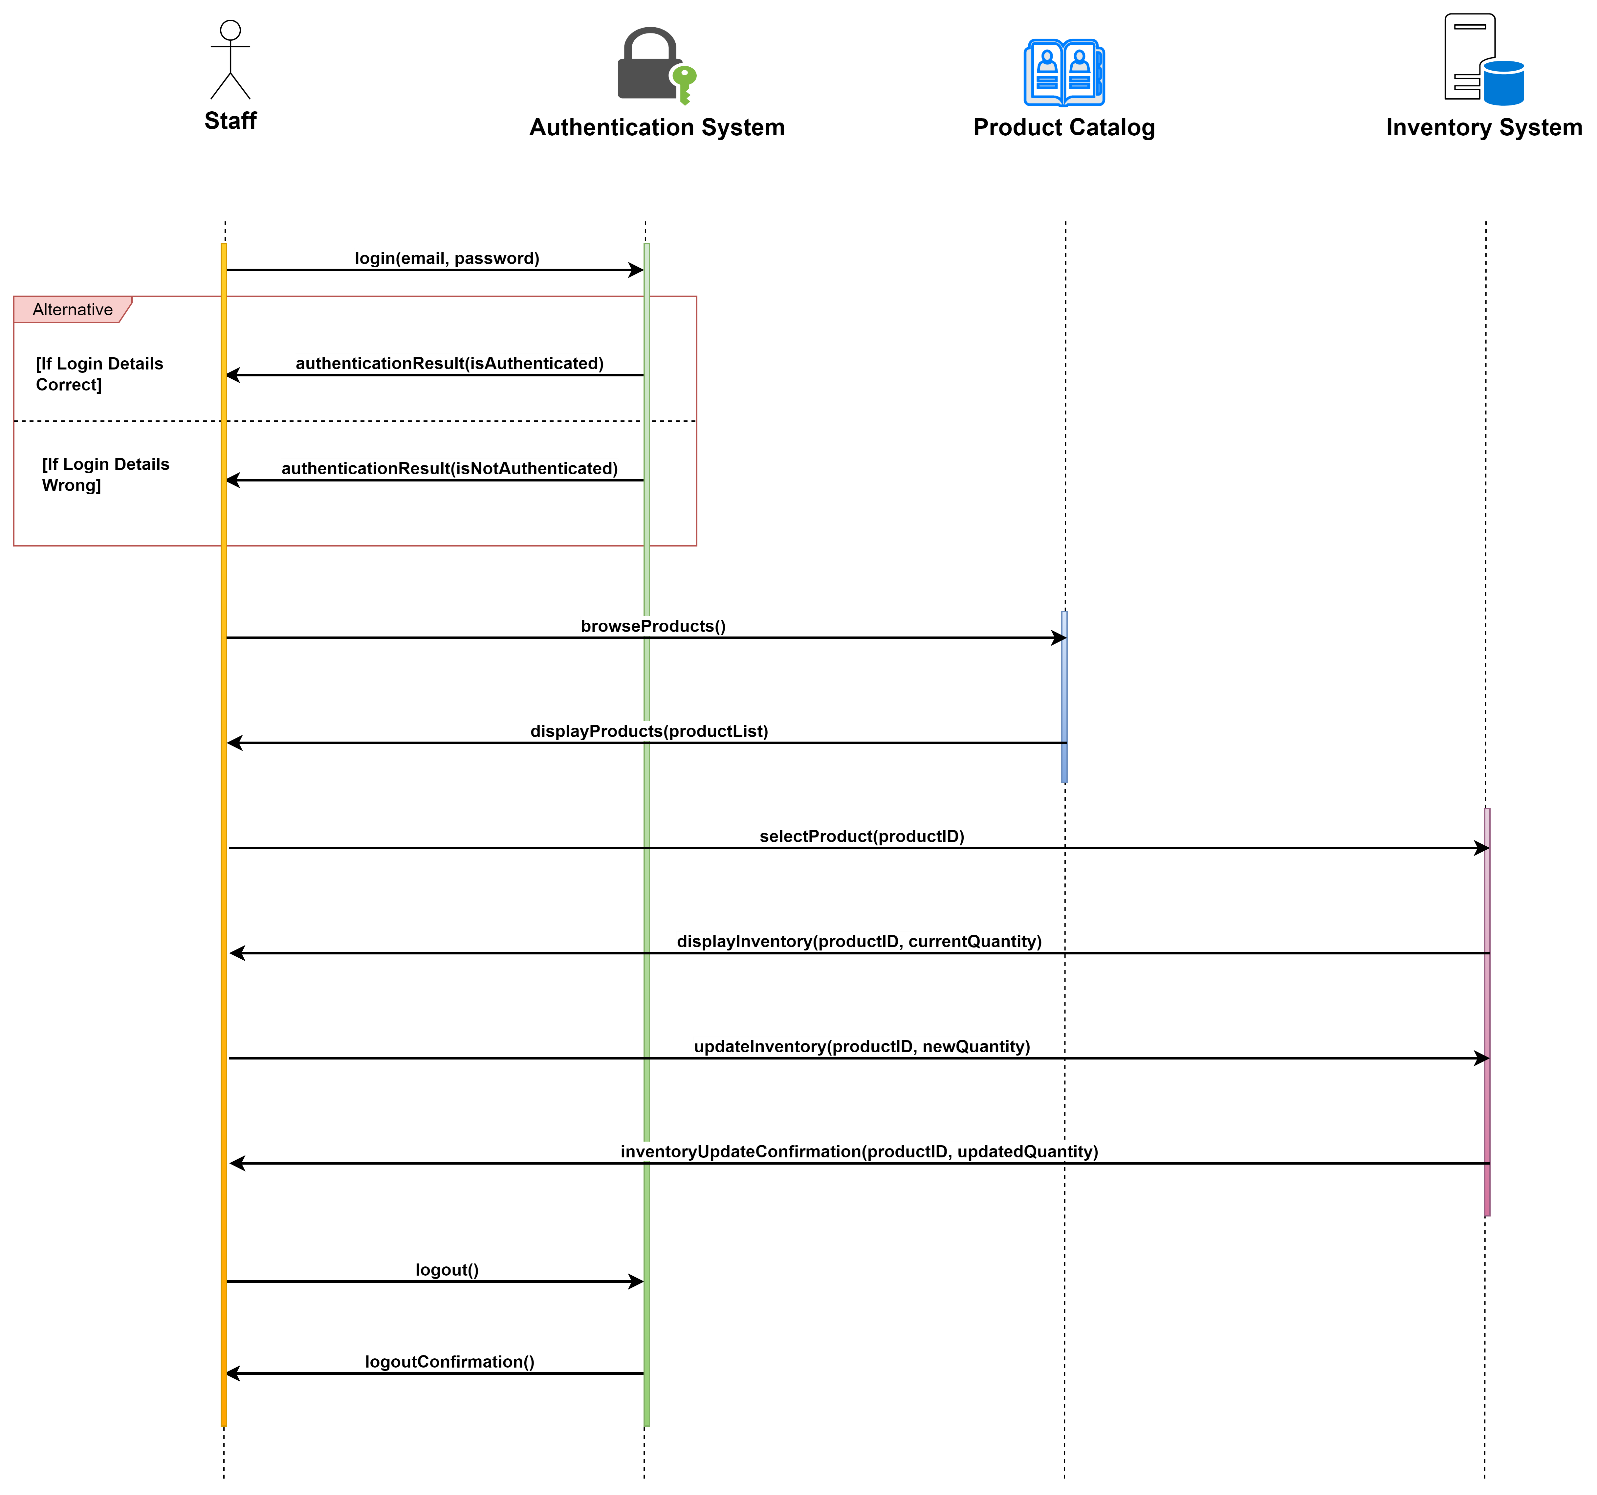 Staff
Authentication System
Product Catalog
Inventory System
login(email, password)
Alternative
[If Login Details
Correct]
authenticationResult(isAuthenticated)
[If Login Details
Wrong]
authenticationResult(isNotAuthenticated)
browseProducts()
displayProducts(productList)
selectProduct(productID)
displayInventory(productID, currentQuantity)
updateInventory(productID, newQuantity)
inventoryUpdateConfirmation(productID, updatedQuantity)
logout()
logoutConfirmation()